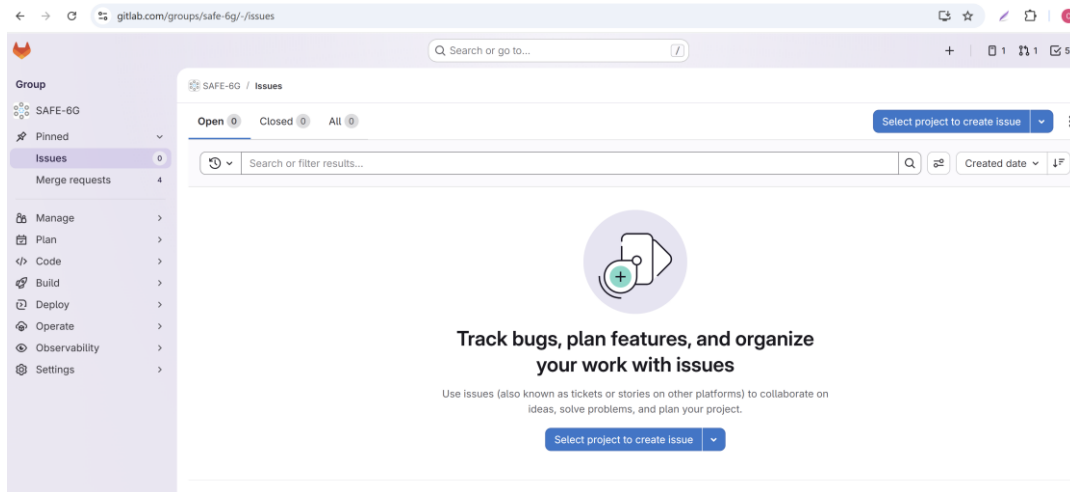 gitlab.com/groups/safe-6g/-/issues
Search or go to...
/
1
1
5
Group
SAFE-6G
Pinned
Issues 0
Merge requests 4
Manage
Plan
Code
Build
Deploy
Operate
Observability
Settings
SAFE-6G / Issues
Open 0 Closed 0 All 0
Select project to create issue
Search or filter results...
Created date
Track bugs, plan features, and organize
your work with issues
Use issues (also known as tickets or stories on other platforms) to collaborate on
ideas, solve problems, and plan your project.
Select project to create issue